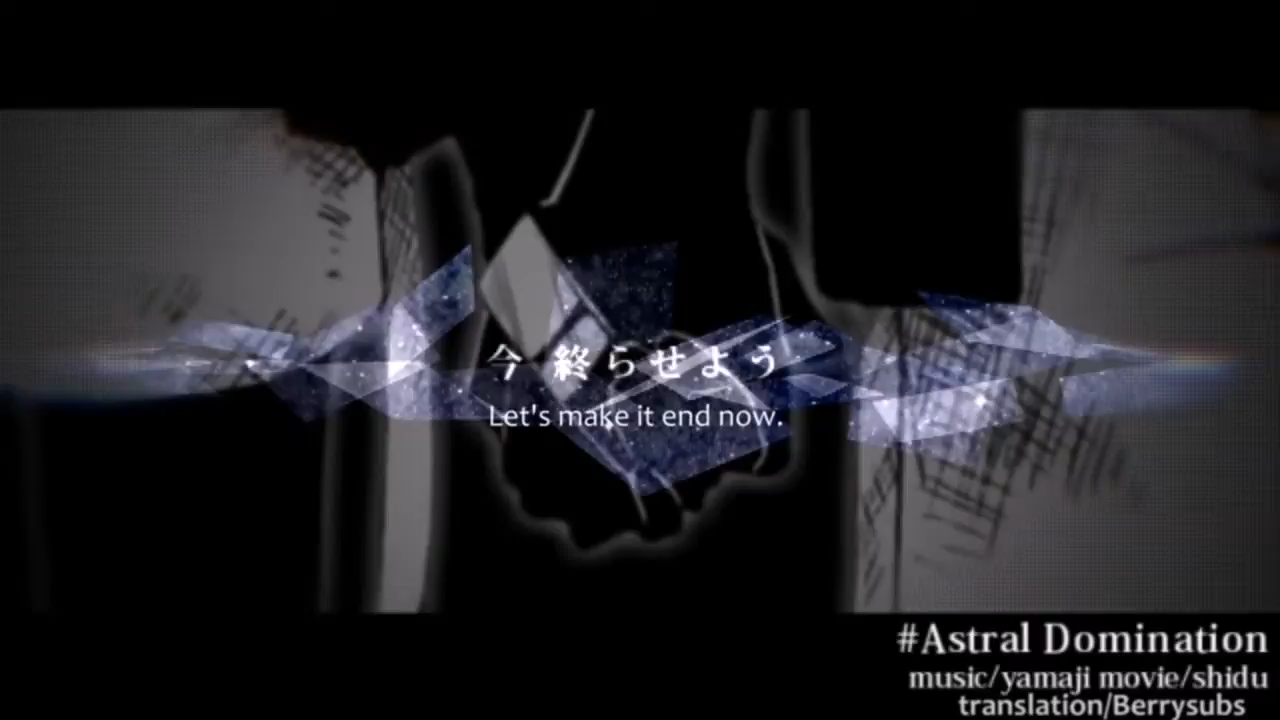 今 終らせよう
Let's make it end now.
#Astral Domination
music/yamaji movie/shidu
translation/Berrysubs